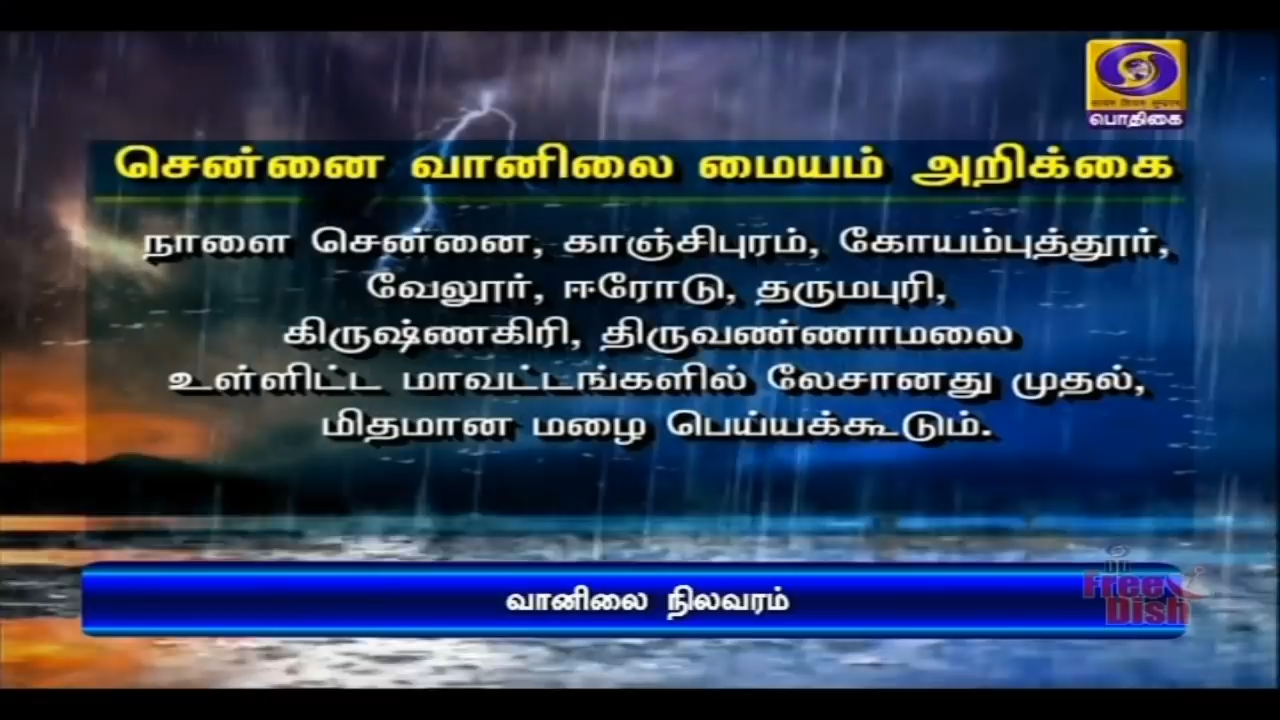 பொதிகை
சென்னை வானிலை மையம் அறிக்கை
நாளை சென்னை, காஞ்சிபுரம், கோயம்புத்தூர்,
வேலூர், ஈரோடு, தருமபுரி,
கிருஷ்ணகிரி, திருவண்ணாமலை
உள்ளிட்ட மாவட்டங்களில் லேசானது முதல்,
மிதமான மழை பெய்யக்கூடும்.
வானிலை நிலவரம்
Free
Dish